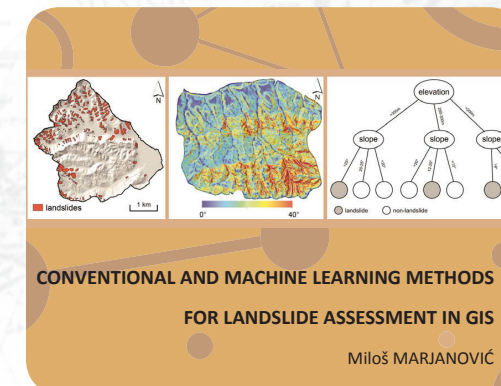 N
N
elevation
slope
slope
slope
landslides
1 km
0°
40°
landslide
non-landslide
CONVENTIONAL AND MACHINE LEARNING METHODS
FOR LANDSLIDE ASSESSMENT IN GIS
Miloš MARJANOVIĆ